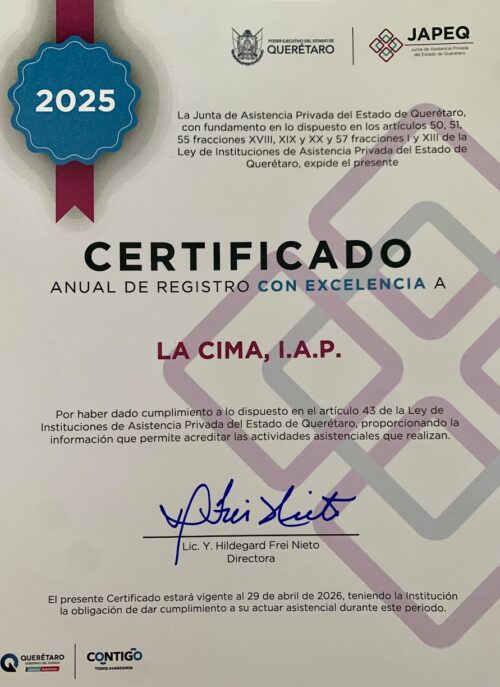 PODER EJECUTIVO DEL ESTADO DE
QUERÉTARO
JAPEQ
Junta de Asistencia Privada
del Estado de Querétaro
2025
La Junta de Asistencia Privada del Estado de Querétaro,
con fundamento en lo dispuesto en los artículos 50, 51,
55 fracciones XVIII, XIX y XX y 57 fracciones I y XIII de la
Ley de Instituciones de Asistencia Privada del Estado de
Querétaro, expide el presente
CERTIFICADO
ANUAL DE REGISTRO CON EXCELENCIA A
LA CIMA, I.A.P.
Por haber dado cumplimiento a lo dispuesto en el artículo 43 de la Ley de
Instituciones de Asistencia Privada del Estado de Querétaro, proporcionando la
información que permite acreditar las actividades asistenciales que realizan.
Lic. Y. Hildegard Frei Nieto
Directora
El presente Certificado estará vigente al 29 de abril de 2026, teniendo la Institución
la obligación de dar cumplimiento a su actuar asistencial durante este periodo.
QUERÉTARO
GOBIERNO DEL ESTADO
CONTIGO
TODOS AVANZAMOS